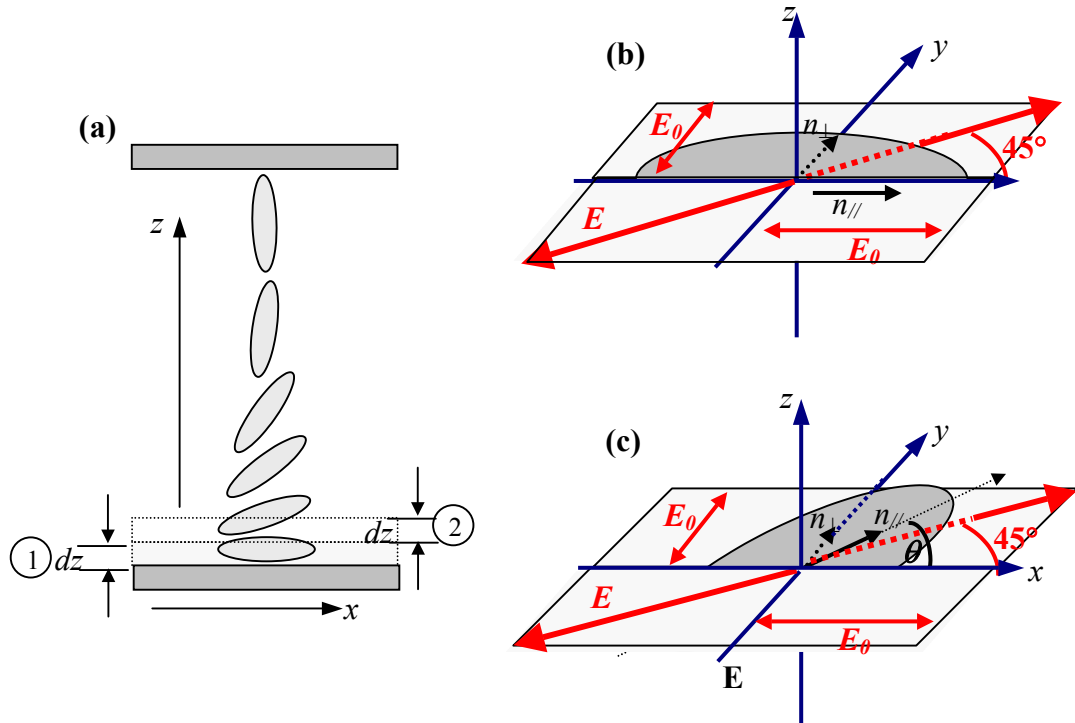 (a)
z
1
dz
dz
2
x
(b)
z
y
E₀
n⊥
45°
n//
E
E₀
(c)
z
y
E₀
n⊥
n//
θ
45°
x
E
E₀
E